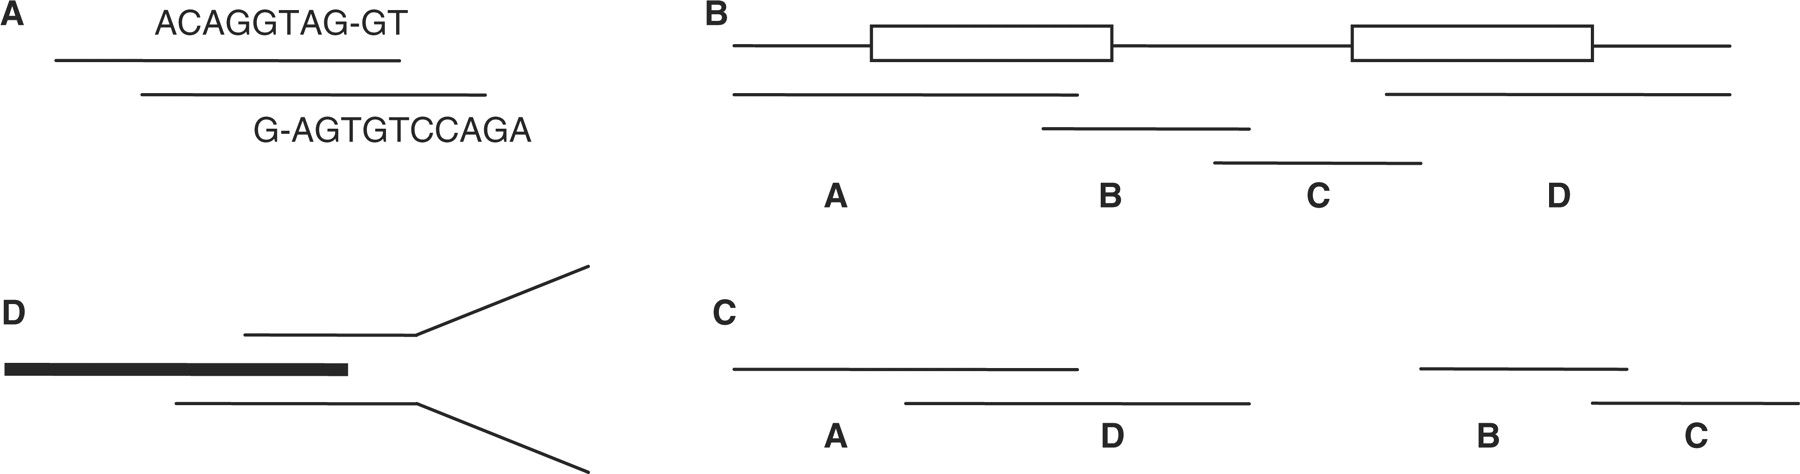 A
ACAGGTAG-GT
G-AGTGTCCAGA
B
A B C D
D
C
A D B C